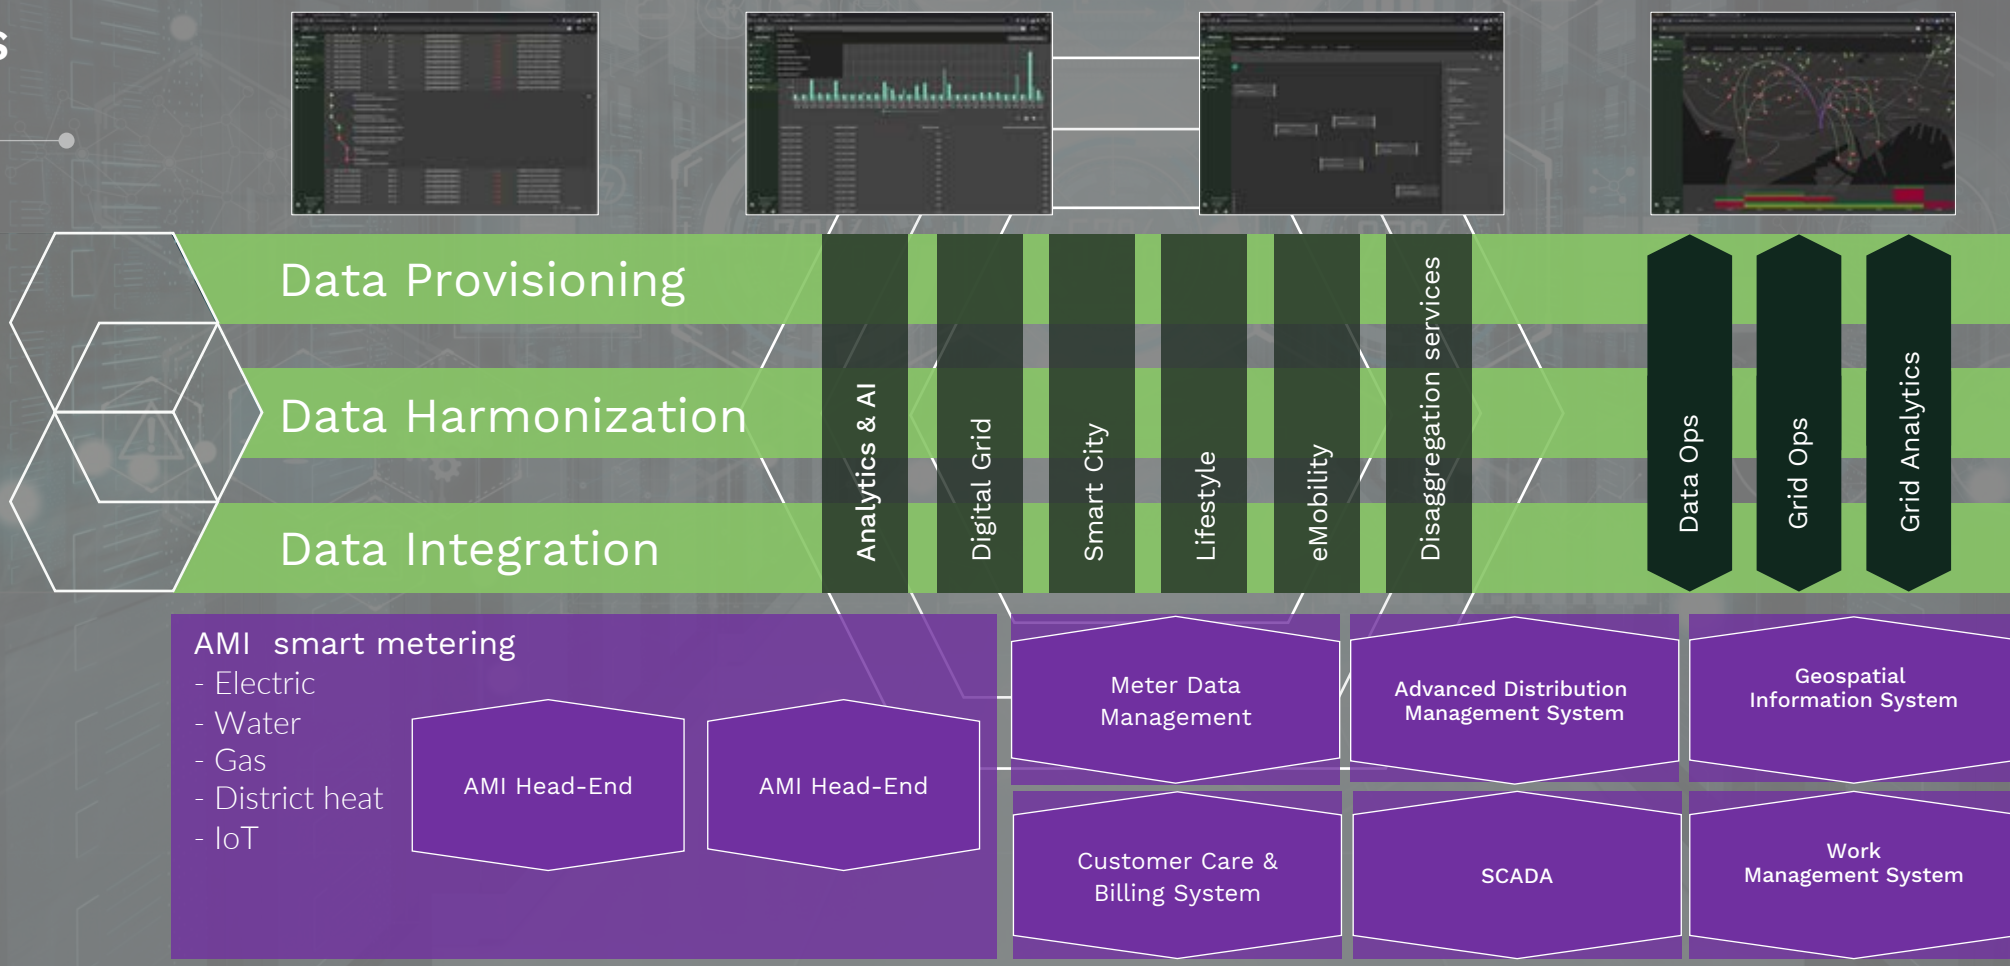 s
Data Provisioning
Data Harmonization
Data Integration
Analytics & AI
Digital Grid
Smart City
Lifestyle
eMobility
Disaggregation services
Data Ops
Grid Ops
Grid Analytics
AMI smart metering
- Electric
- Water
- Gas
- District heat
- IoT
AMI Head-End
AMI Head-End
Meter Data
Management
Advanced Distribution
Management System
Geospatial
Information System
Customer Care &
Billing System
SCADA
Work
Management System